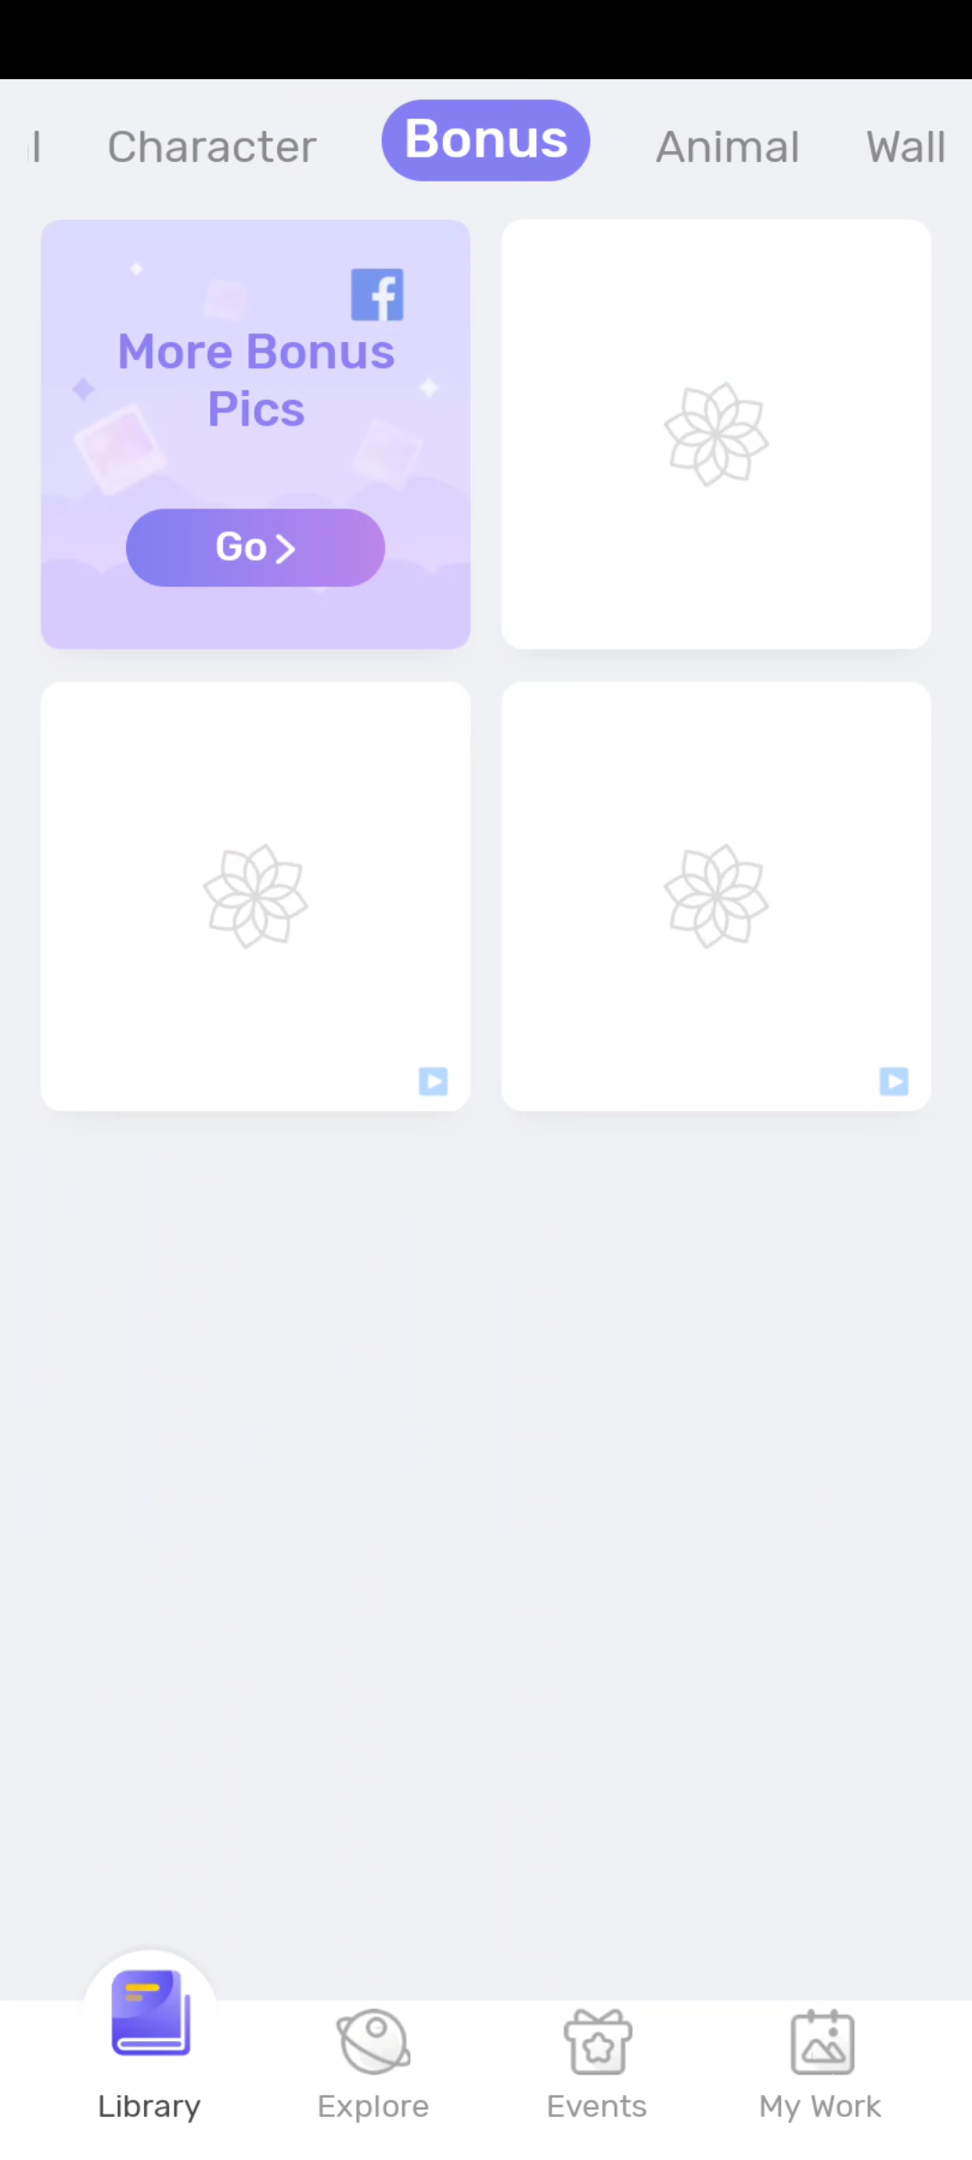 l Character Bonus Animal Wall
More Bonus
Pics
Go >
Library Explore Events My Work